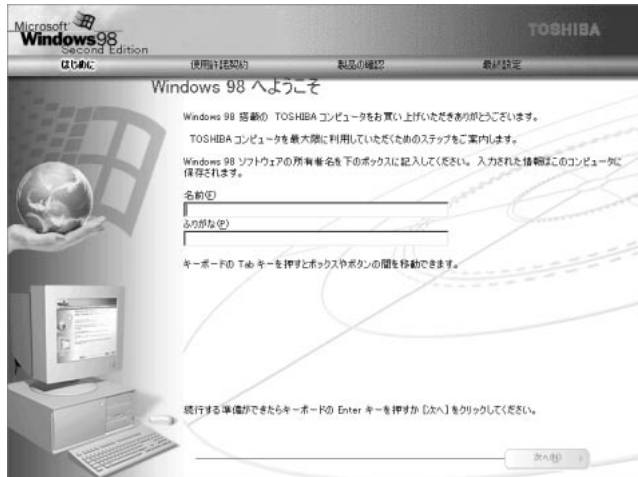 Microsoft
Windows98
Second Edition
TOSHIBA
はじめに 使用許諾契約 製品の確認 最終設定
Windows 98 へようこそ
Windows 98 搭載の TOSHIBA コンピュータをお買い上げいただきありがとうございます。
TOSHIBA コンピュータを最大限に利用していただくためのステップをご案内します。
Windows 98 ソフトウェアの所有者名を下のボックスに記入してください。 入力された情報はこのコンピュータに
保存されます。
名前(F)
ふりがな(P)
キーボードの Tab キーを押すとボックスやボタンの間を移動できます。
続行する準備ができたらキーボードの Enter キーを押すか [次へ] をクリックしてください。
次へ(N)